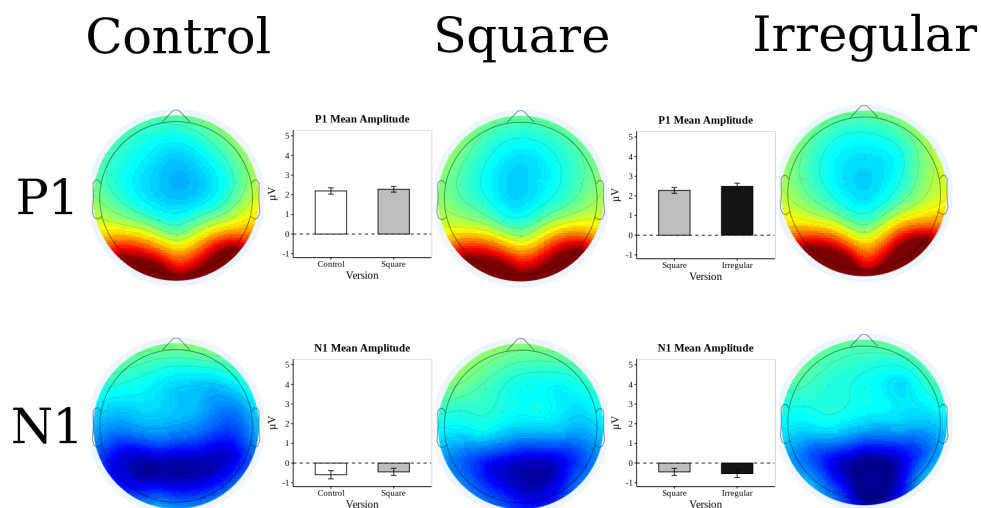 Control Square Irregular
P1
P1 Mean Amplitude
5
4
3
2
1
0
-1
μV
Control Square
Version
P1 Mean Amplitude
5
4
3
2
1
0
-1
μV
Square Irregular
Version
N1
N1 Mean Amplitude
5
4
3
2
1
0
-1
μV
Control Square
Version
N1 Mean Amplitude
5
4
3
2
1
0
-1
μV
Square Irregular
Version